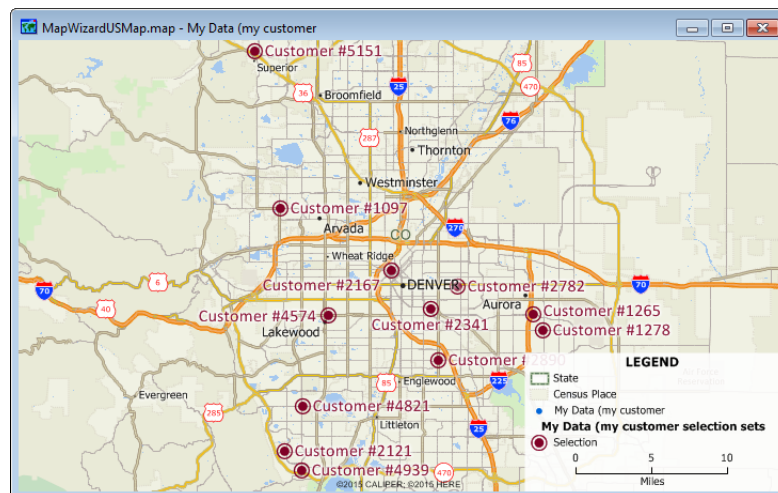 MapWizardUSMap.map - My Data (my customer
Customer #5151
Superior
85
470
36
Broomfield
25
76
287
Northglenn
Thornton
Westminster
Customer #1097
Arvada
270
CO
Wheat Ridge
6
70
Customer #2167
DENVER
Customer #2782
70
40
Aurora
Customer #4574
Lakewood
Customer #2341
Customer #1265
Customer #1278
Customer #2890
LEGEND
State
Census Place
My Data (my customer
My Data (my customer selection sets
Selection
0 5 10
Miles
85
Englewood
225
Evergreen
285
Customer #4821
Littleton
25
Customer #2121
Customer #4939
470
©2015 CALIPER; ©2015 HERE